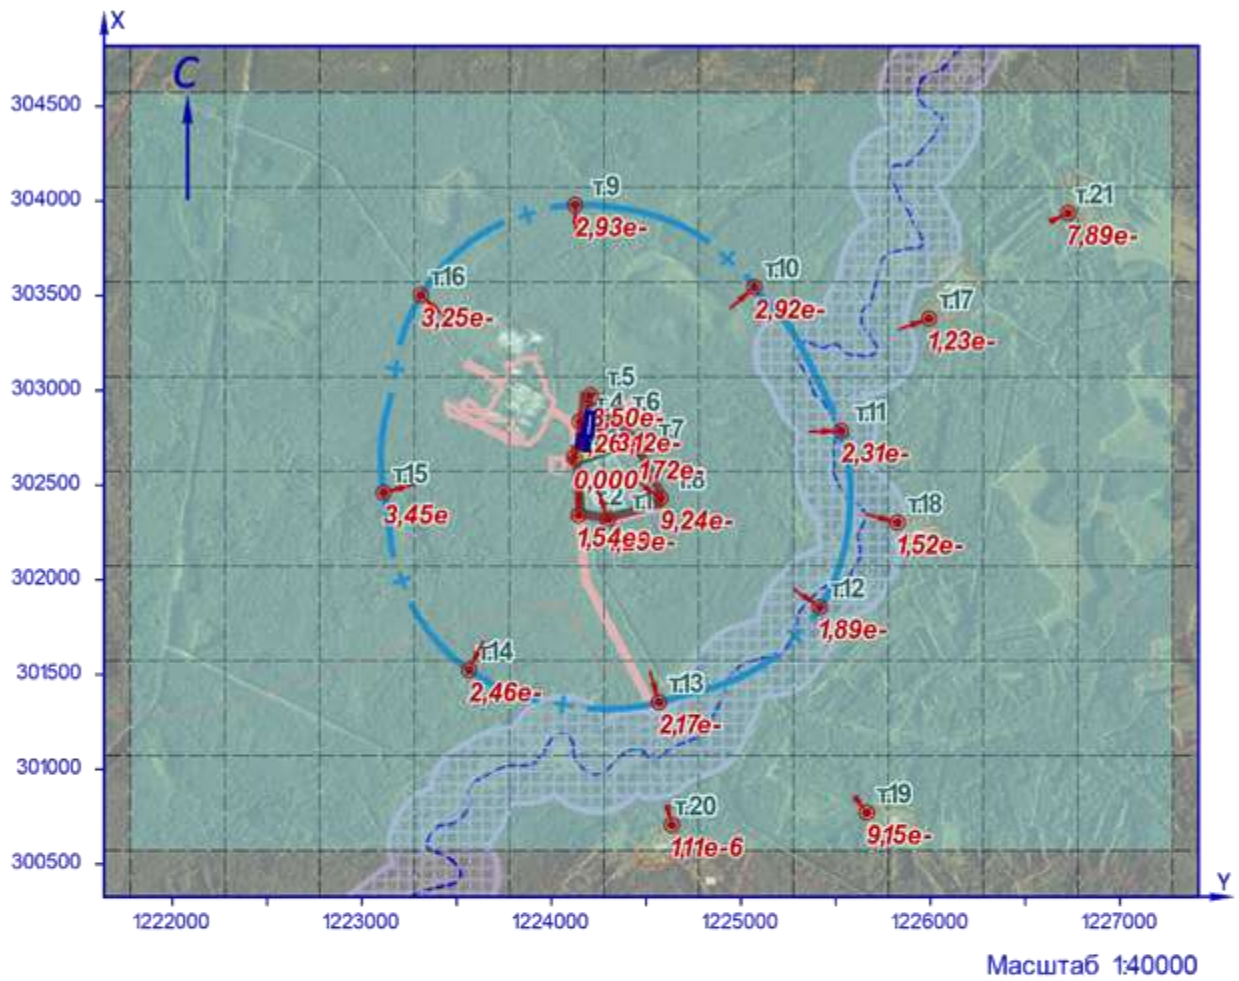 X
C
304500
304000
303500
303000
302500
302000
301500
301000
300500
т.9
2,93e-
т.21
7,89e-
т.16
3,25e-
т.10
2,92e-
т.17
1,23e-
т.5
т.6
3,50e-
т.7
3,12e-
т.11
2,31e-
1,72e-
0,000
т.15
3,45e
9,24e-
1,54e
т.18
1,52e-
т.12
1,89e-
т.14
2,46e-
т.13
2,17e-
т.20
1,11e-6
т.19
9,15e-
Y
1222000 1223000 1224000 1225000 1226000 1227000
Масштаб 1:40000